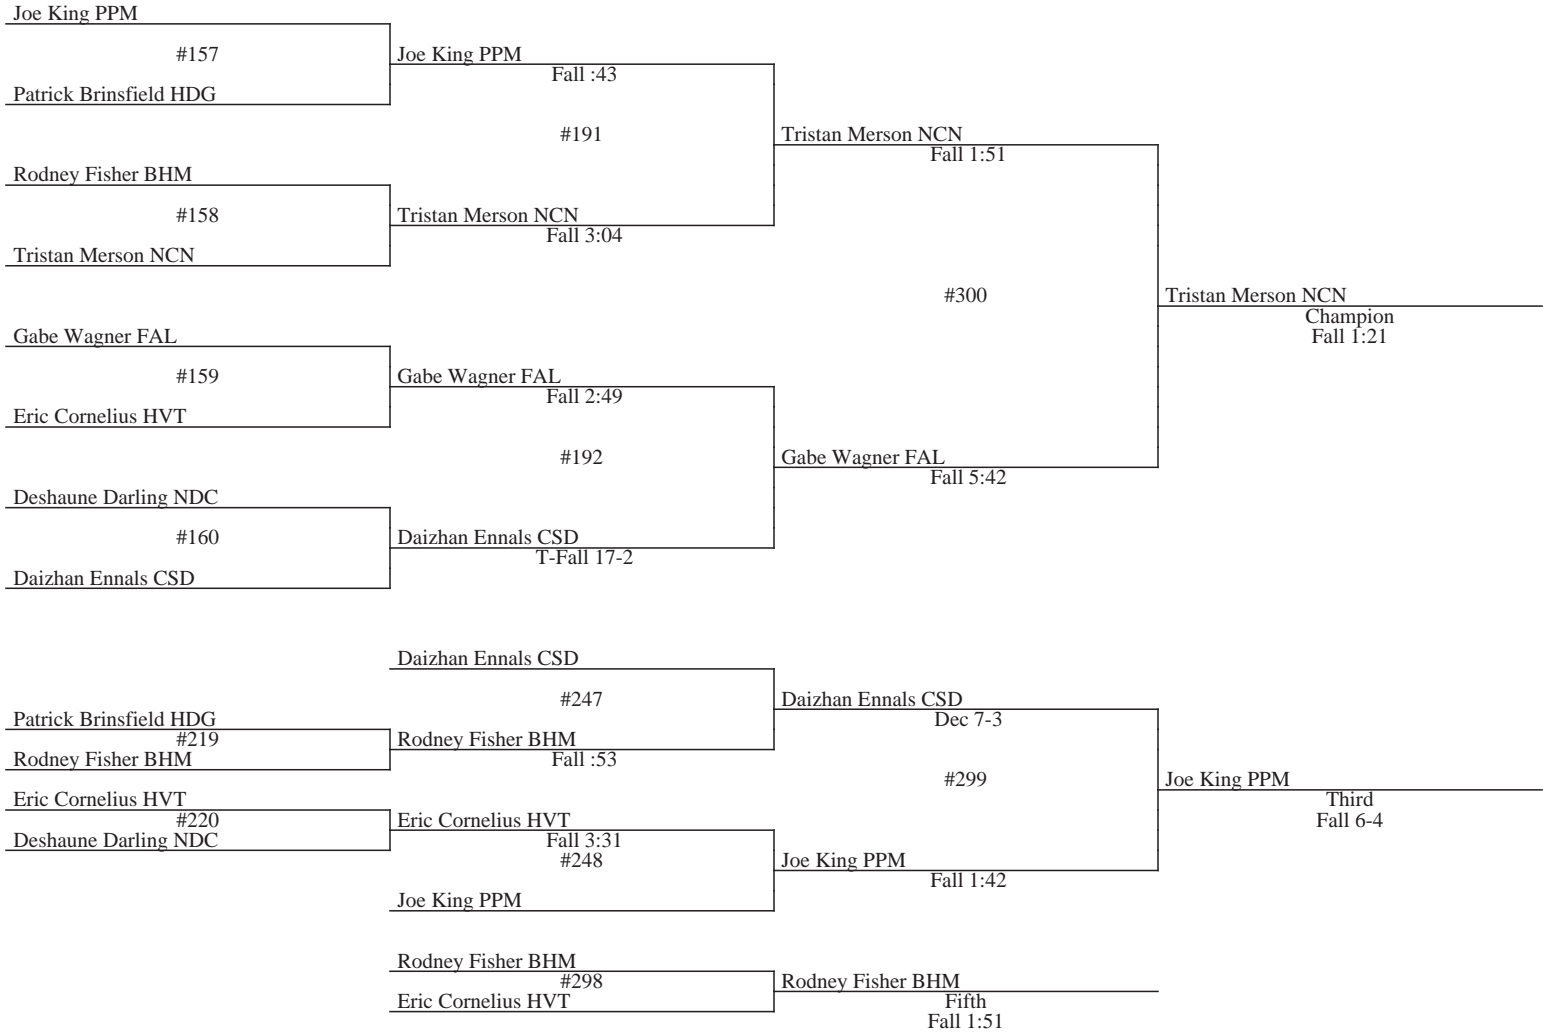 Joe King PPM
#157
Patrick Brinsfield HDG
Joe King PPM
Fall :43
#191
Rodney Fisher BHM
#158
Tristan Merson NCN
Tristan Merson NCN
Fall 3:04
Tristan Merson NCN
Fall 1:51
#300
Tristan Merson NCN
Champion
Fall 1:21
Gabe Wagner FAL
#159
Eric Cornelius HVT
Gabe Wagner FAL
Fall 2:49
#192
Gabe Wagner FAL
Fall 5:42
Deshaune Darling NDC
#160
Daizhan Ennals CSD
Daizhan Ennals CSD
T-Fall 17-2
Daizhan Ennals CSD
#247
Daizhan Ennals CSD
Dec 7-3
Patrick Brinsfield HDG
#219
Rodney Fisher BHM
Rodney Fisher BHM
Fall :53
#299
Joe King PPM
Third
Fall 6-4
Eric Cornelius HVT
#220
Deshaune Darling NDC
Eric Cornelius HVT
Fall 3:31
#248
Joe King PPM
Fall 1:42
Joe King PPM
Rodney Fisher BHM
#298
Eric Cornelius HVT
Rodney Fisher BHM
Fifth
Fall 1:51